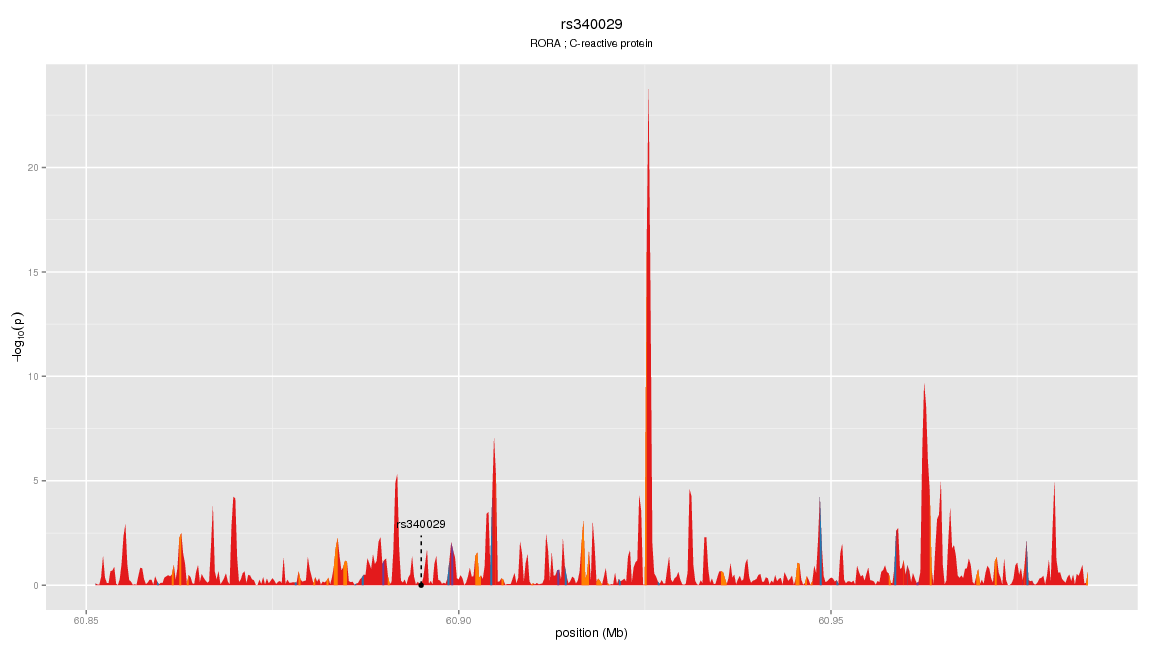 rs340029
RORA ; C-reactive protein
−log10(p)
20
15
10
5
0
rs340029
60.85
60.90
60.95
position (Mb)